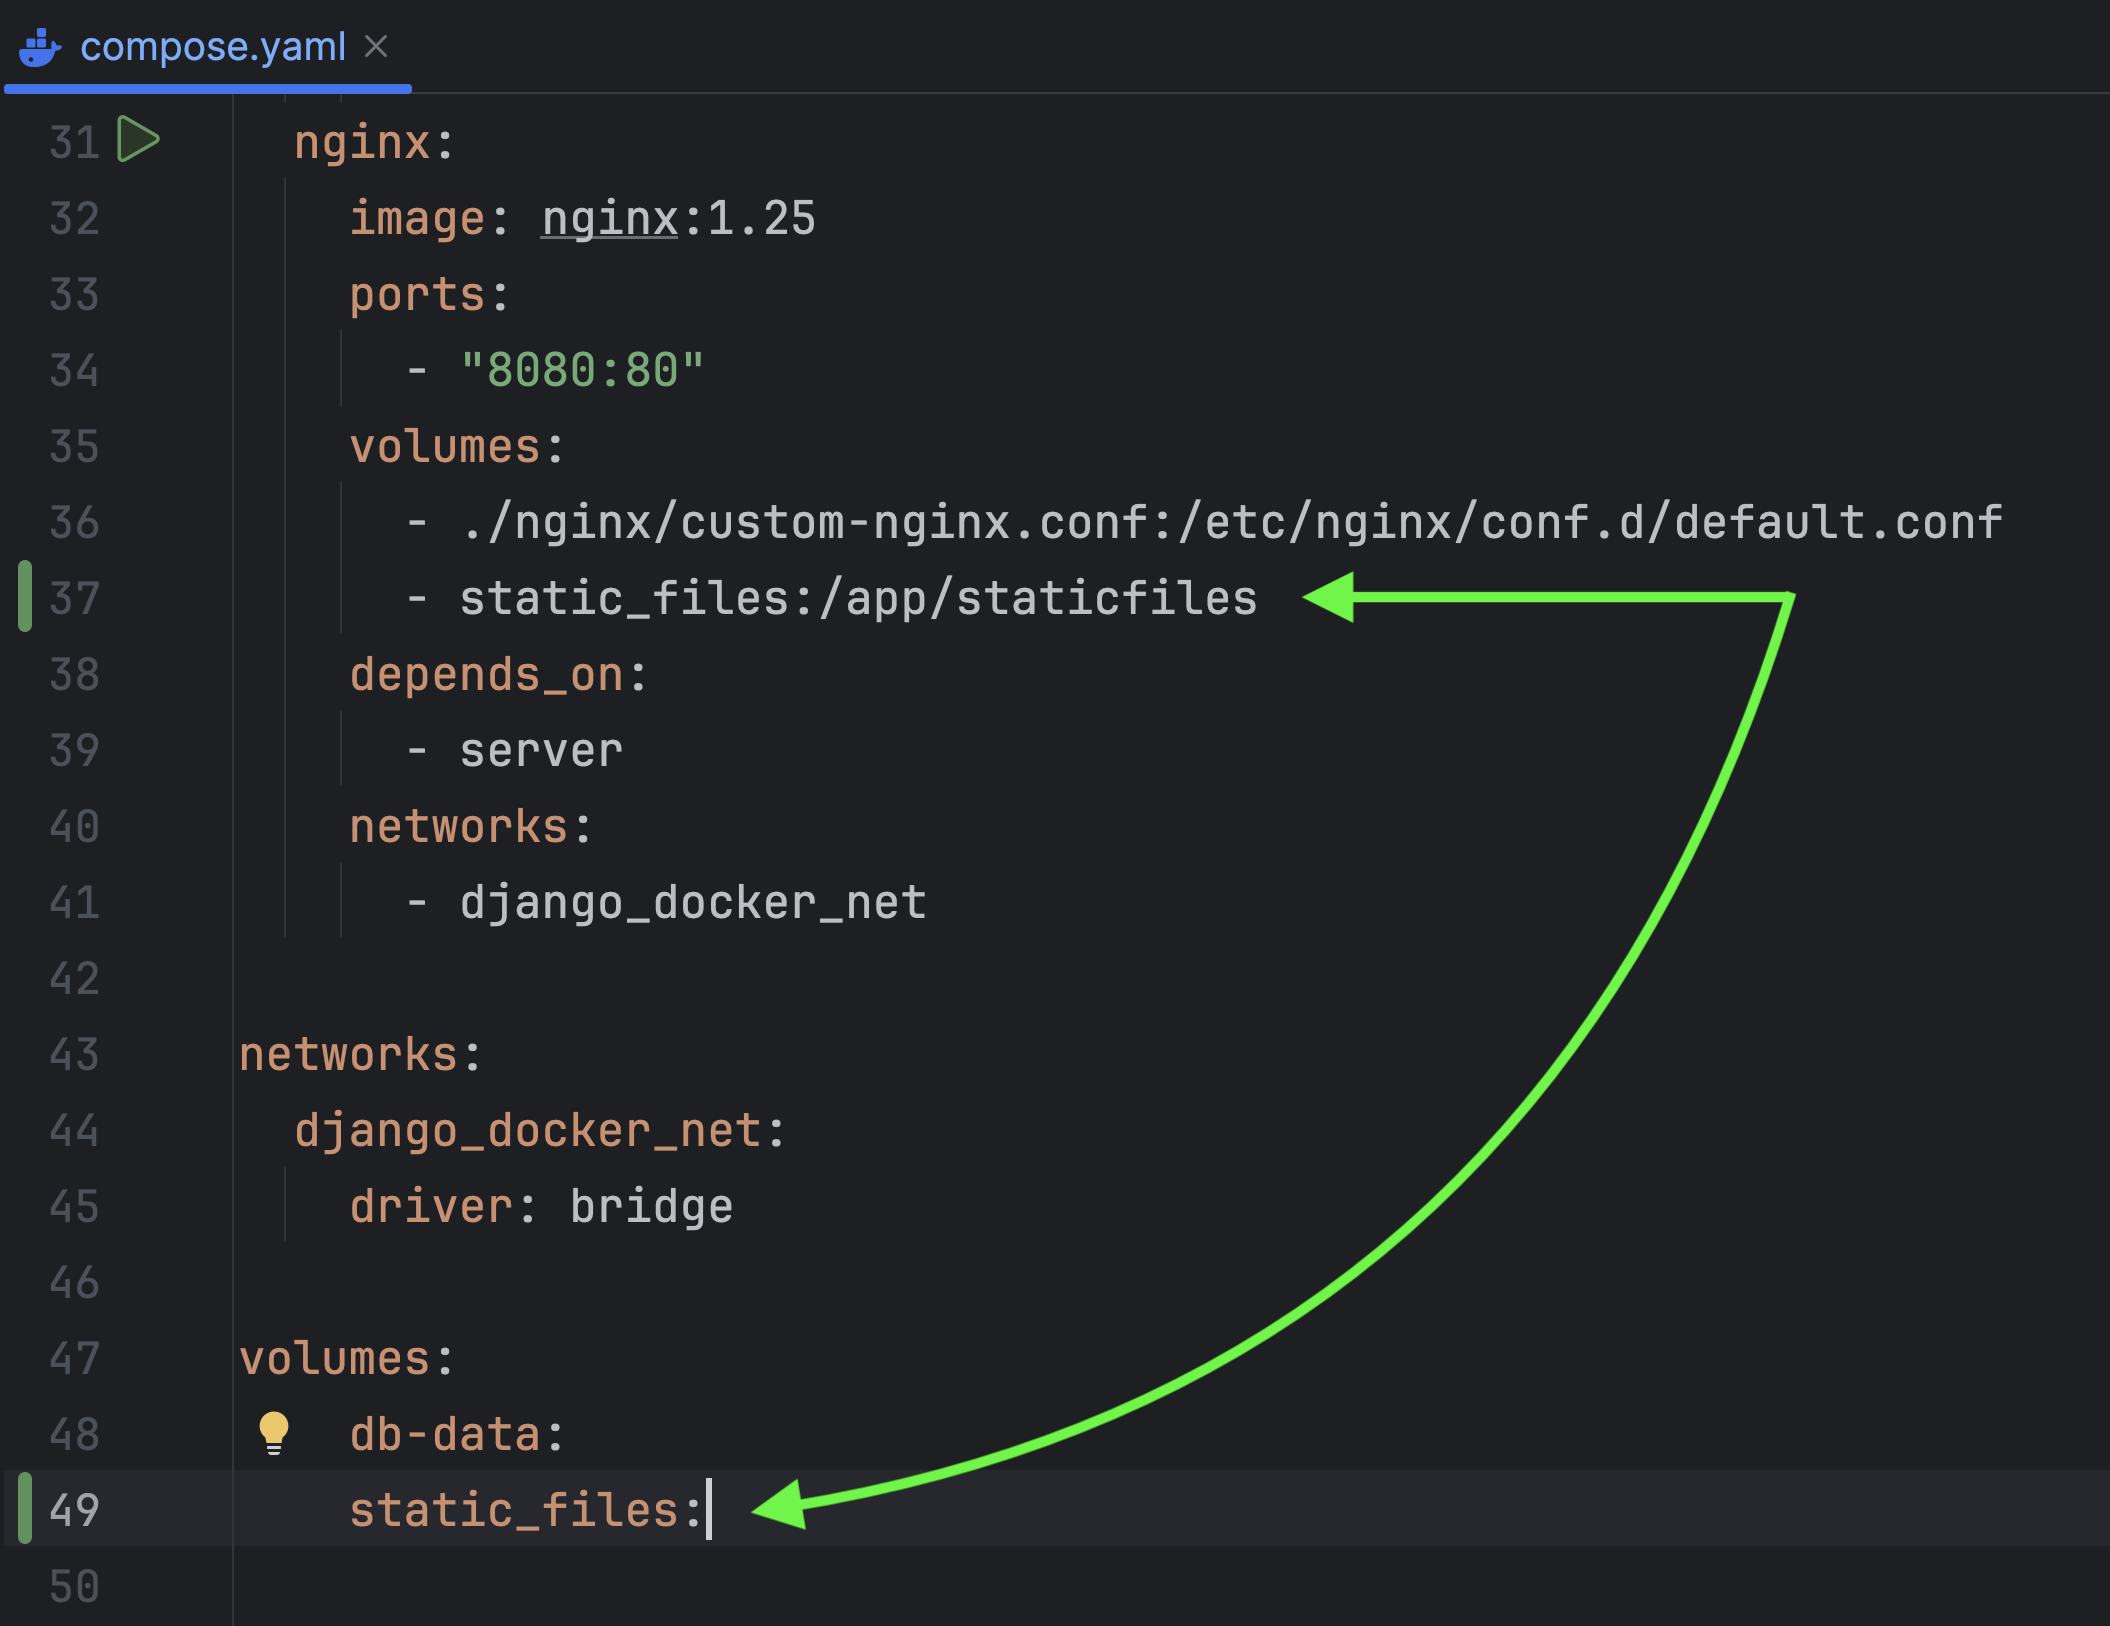 compose.yaml
31 nginx:
32 image: nginx:1.25
33 ports:
34 - "8080:80"
35 volumes:
36 - ./nginx/custom-nginx.conf:/etc/nginx/conf.d/default.conf
37 - static_files:/app/staticfiles
38 depends_on:
39 - server
40 networks:
41 - django_docker_net
42
43 networks:
44 django_docker_net:
45 driver: bridge
46
47 volumes:
48 db-data:
49 static_files:
50